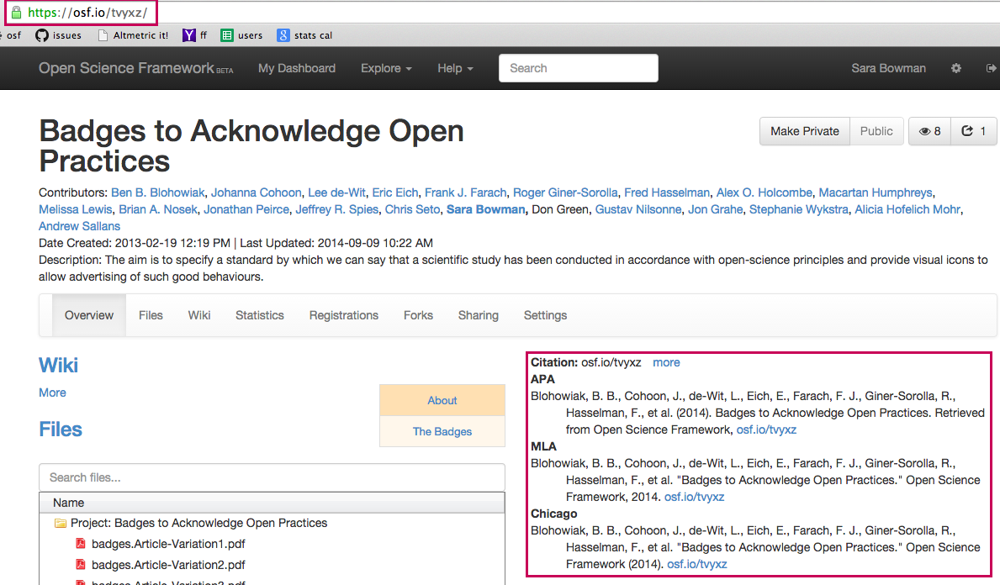 https://osf.io/tvyxz/
osf issues Altmetric it! ff users stats cal
Open Science Framework BETA My Dashboard Explore Help Search Sara Bowman
Badges to Acknowledge Open
Practices
Make Private Public 8 1
Contributors: Ben B. Blohowiak, Johanna Cohoon, Lee de-Wit, Eric Eich, Frank J. Farach, Roger Giner-Sorolla, Fred Hasselman, Alex O. Holcombe, Macartan Humphreys,
Melissa Lewis, Brian A. Nosek, Jonathan Peirce, Jeffrey R. Spies, Chris Seto, Sara Bowman, Don Green, Gustav Nilsonne, Jon Grahe, Stephanie Wykstra, Alicia Hofelich Mohr,
Andrew Sallans
Date Created: 2013-02-19 12:19 PM | Last Updated: 2014-09-09 10:22 AM
Description: The aim is to specify a standard by which we can say that a scientific study has been conducted in accordance with open-science principles and provide visual icons to
allow advertising of such good behaviours.
Overview Files Wiki Statistics Registrations Forks Sharing Settings
Wiki
More
About
The Badges
Files
Search files...
Name
Project: Badges to Acknowledge Open Practices
badges.Article-Variation1.pdf
badges.Article-Variation2.pdf
badges.Article-Variation3.pdf
Citation: osf.io/tvyxz more
APA
Blohowiak, B. B., Cohoon, J., de-Wit, L., Eich, E., Farach, F. J., Giner-Sorolla, R.,
Hasselman, F., et al. (2014). Badges to Acknowledge Open Practices. Retrieved
from Open Science Framework, osf.io/tvyxz
MLA
Blohowiak, B. B., Cohoon, J., de-Wit, L., Eich, E., Farach, F. J., Giner-Sorolla, R.,
Hasselman, F., et al. "Badges to Acknowledge Open Practices." Open Science
Framework, 2014. osf.io/tvyxz
Chicago
Blohowiak, B. B., Cohoon, J., de-Wit, L., Eich, E., Farach, F. J., Giner-Sorolla, R.,
Hasselman, F., et al. "Badges to Acknowledge Open Practices." Open Science
Framework (2014). osf.io/tvyxz